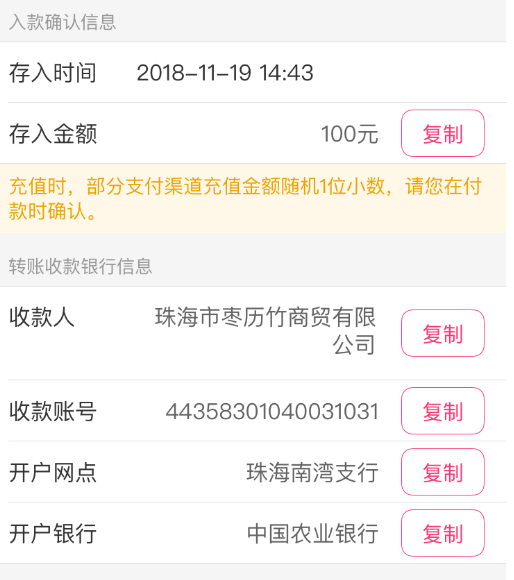 入款确认信息
存入时间 2018-11-19 14:43
存入金额 100元 复制
充值时，部分支付渠道充值金额随机1位小数，请您在付
款时确认。
转账收款银行信息
收款人 珠海市枣历竹商贸有限
公司 复制
收款账号 44358301040031031 复制
开户网点 珠海南湾支行 复制
开户银行 中国农业银行 复制